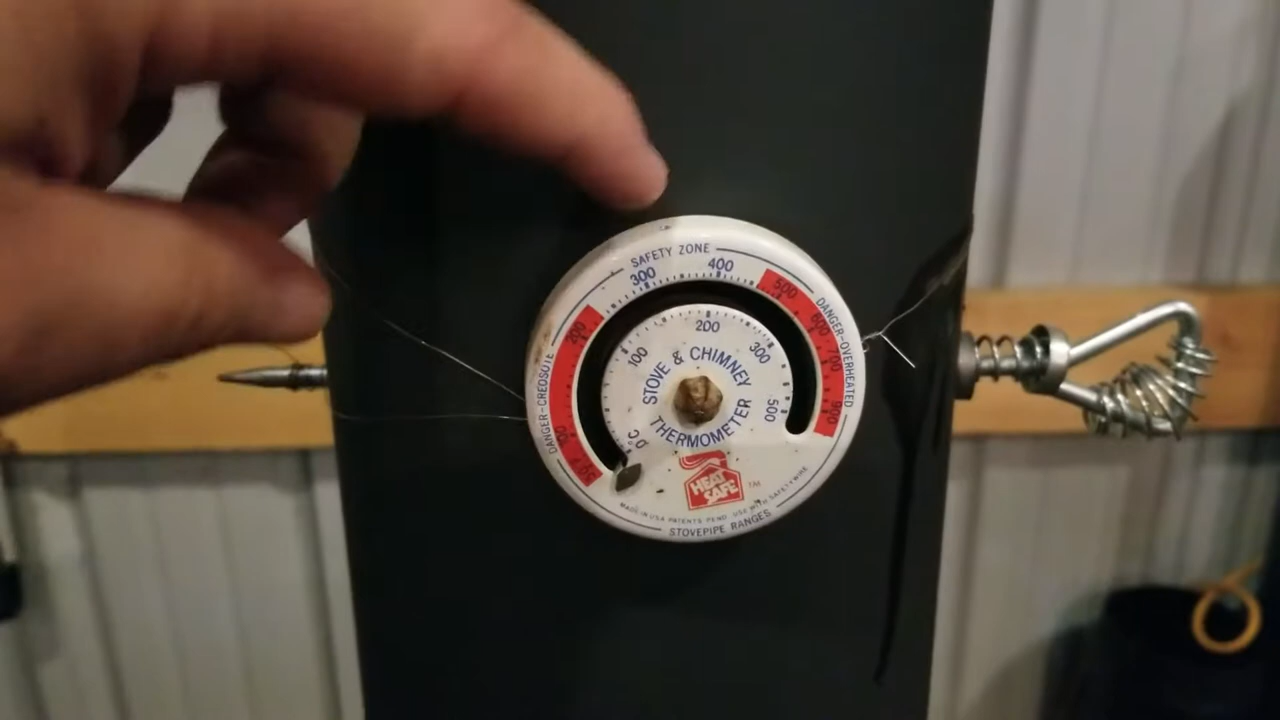 SAFETY ZONE
300 400
200 500
600
700
900
DANGER-CREOSOTE
DANGER-OVERHEATED
100 200 300 500
°C 0
STOVE & CHIMNEY
THERMOMETER
HEAT
SAFE
TM
MADE IN USA PATENTS PEND. USE WITH SAFETY WIRE
STOVEPIPE RANGES